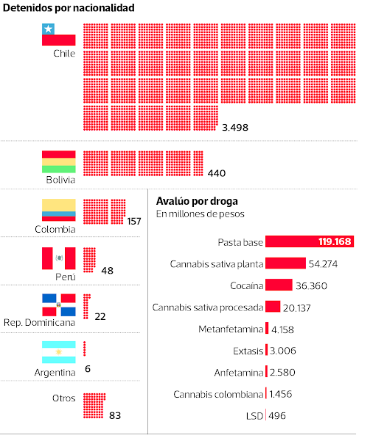 Detenidos por nacionalidad
Chile
3.498
Bolivia
440
Colombia
157
Perú
48
Rep. Dominicana
22
Argentina
6
Otros
83
Avalúo por droga
En millones de pesos
Pasta base 119.168
Cannabis sativa planta 54.274
Cocaína 36.360
Cannabis sativa procesada 20.137
Metanfetamina 4.158
Extasis 3.006
Anfetamina 2.580
Cannabis colombiana 1.456
LSD 496